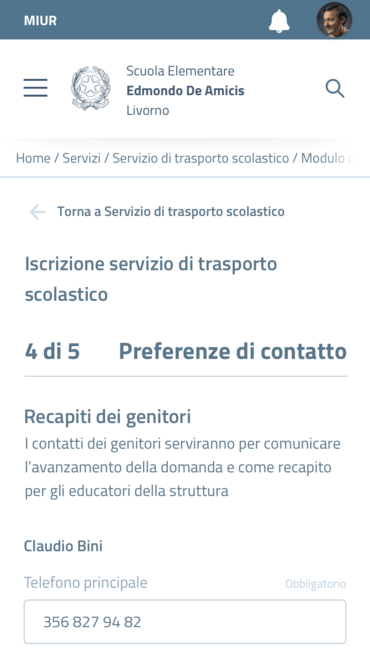 MIUR
Scuola Elementare
Edmondo De Amicis
Livorno
Home / Servizi / Servizio di trasporto scolastico / Modulo
Torna a Servizio di trasporto scolastico
Iscrizione servizio di trasporto
scolastico
4 di 5 Preferenze di contatto
Recapiti dei genitori
I contatti dei genitori serviranno per comunicare
l’avanzamento della domanda e come recapito
per gli educatori della struttura
Claudio Bini
Telefono principale Obbligatorio
356 827 94 82